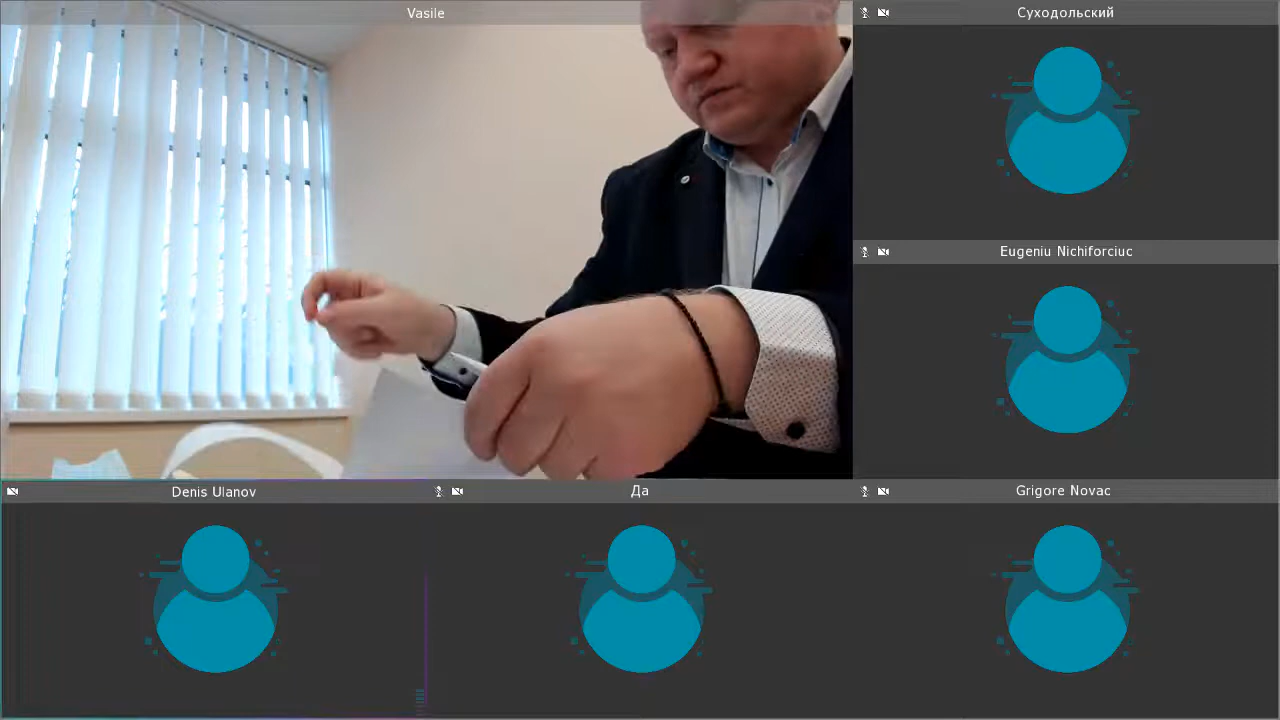 Vasile
Суходольский
Eugeniu Nichiforciuc
Denis Ulanov
Да
Grigore Novac